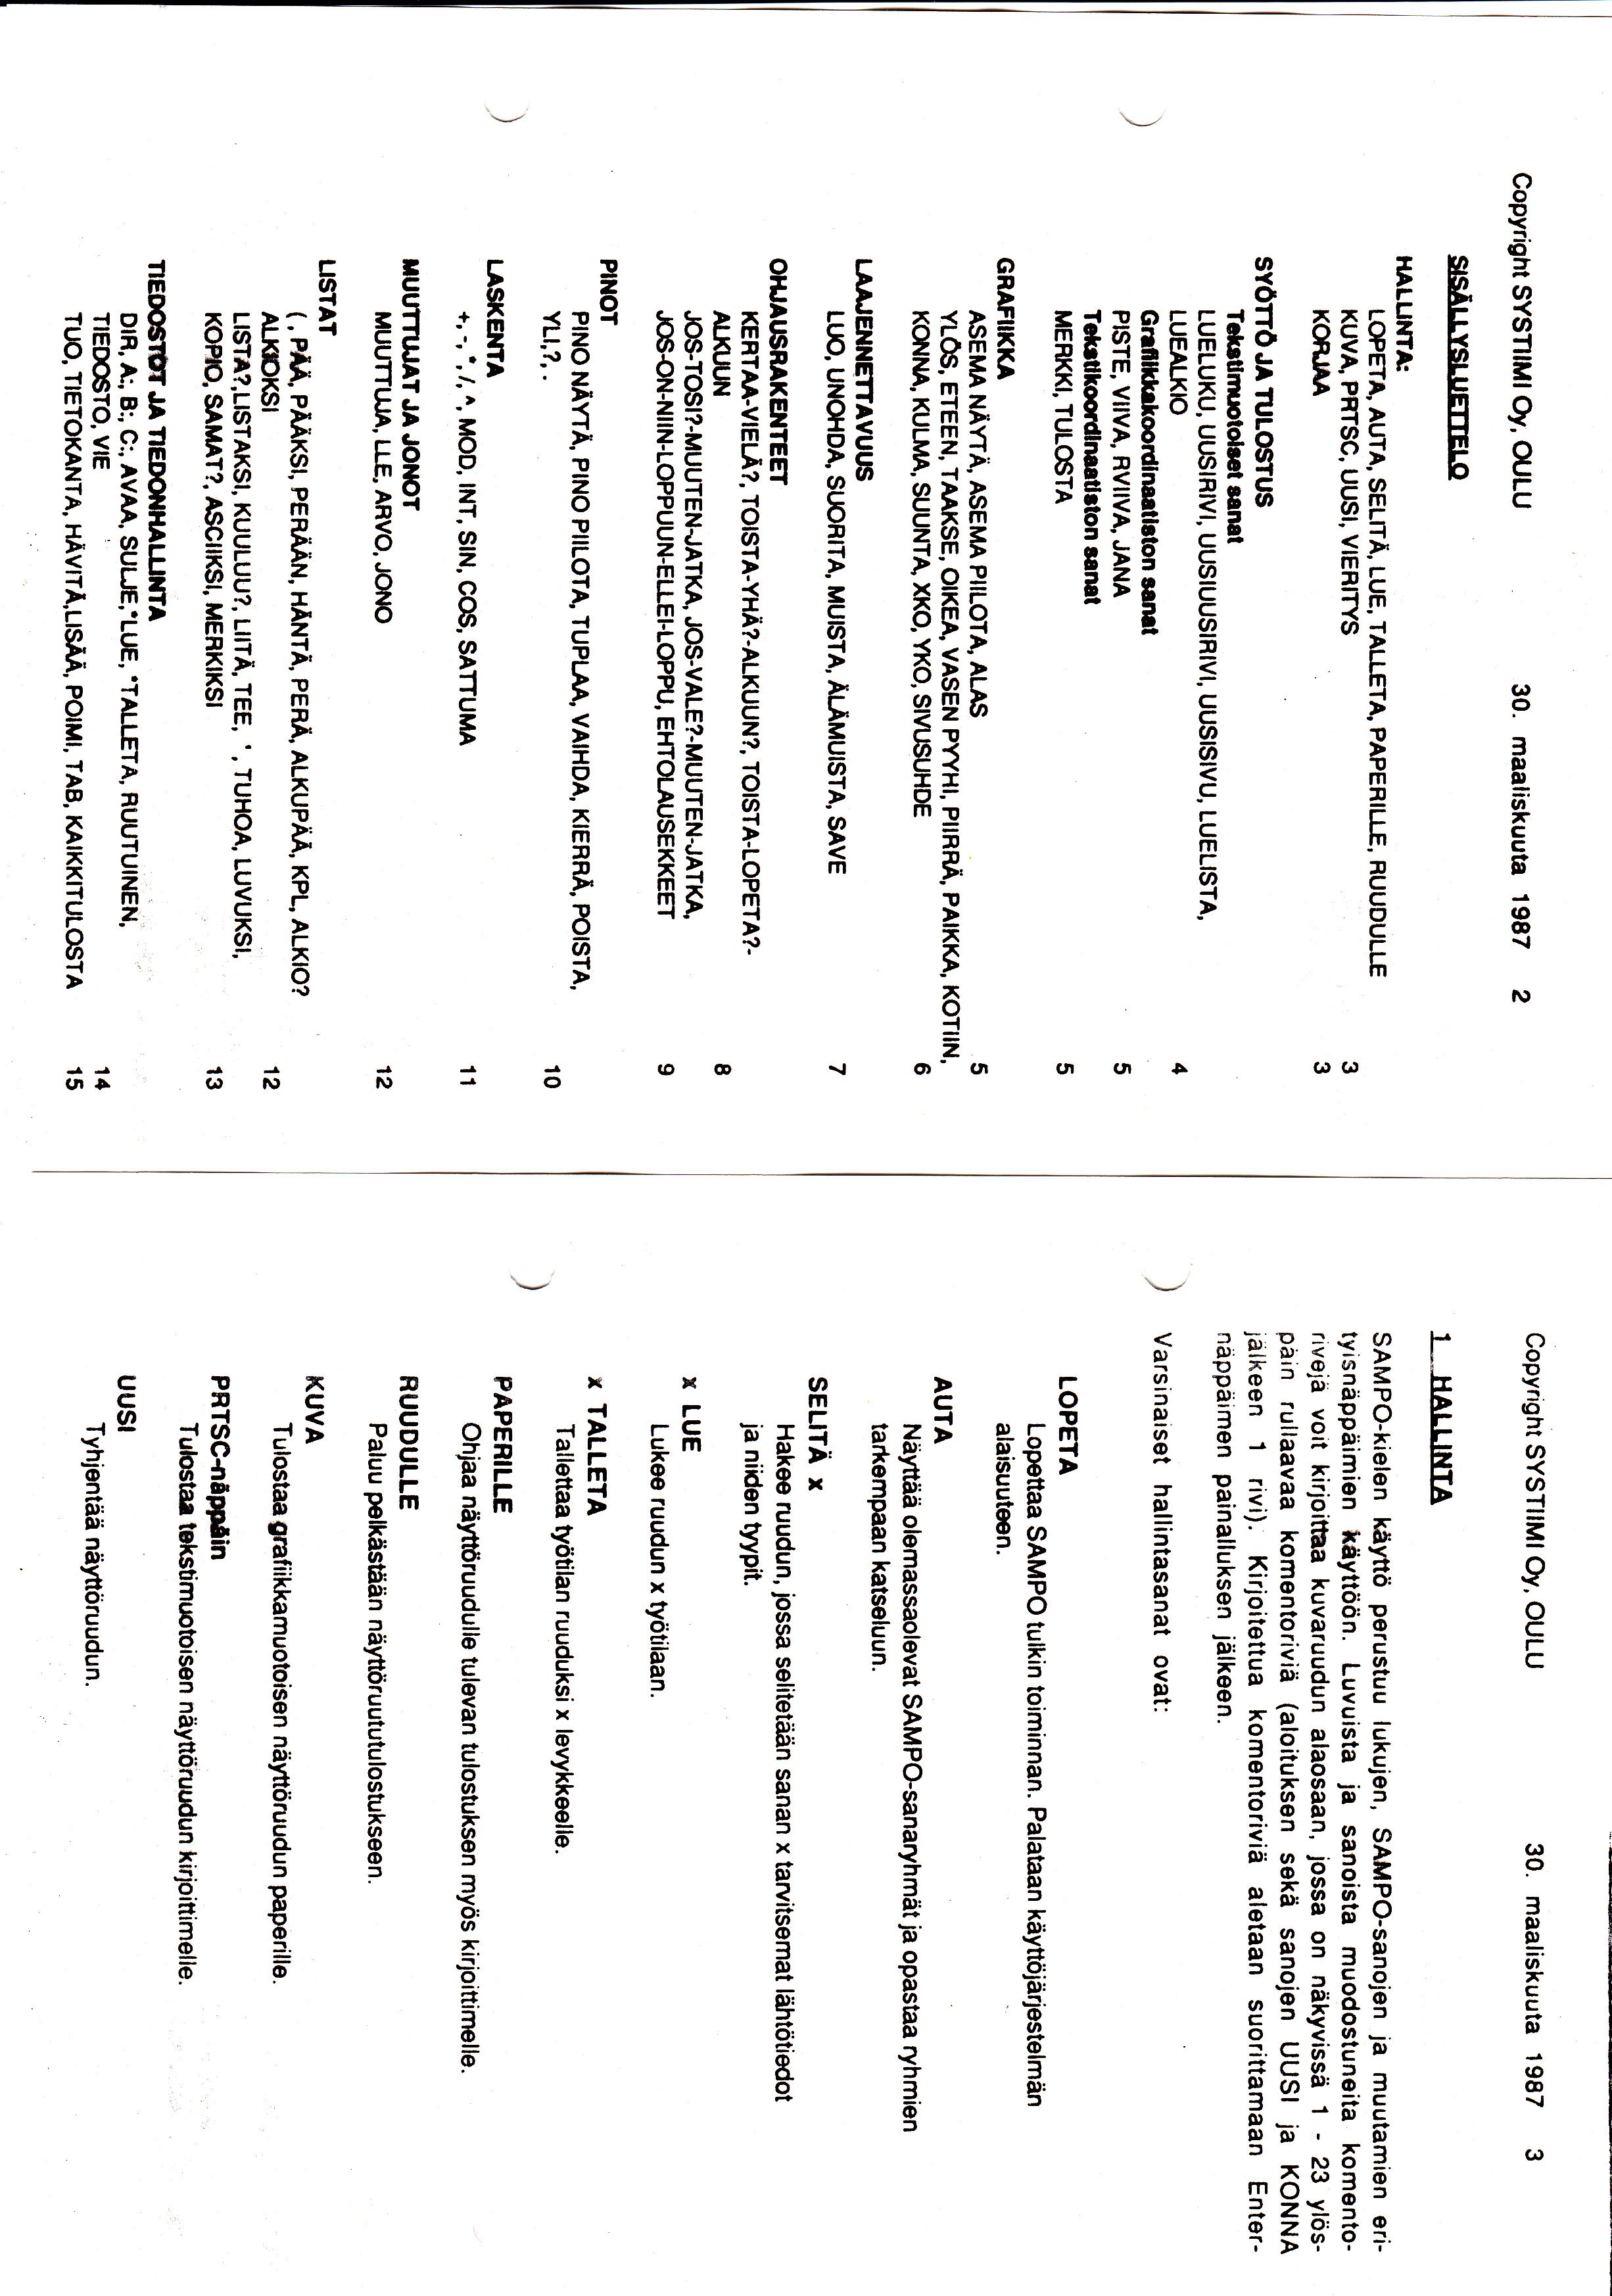 Copyright SYSTIIMI Oy, OULU 30. maaliskuuta 1987 2
SISÄLLYSLUETTELO
HALLINTA:
LOPETA, AUTA, SELITÄ, LUE, TALLETA, PAPERILLE, RUUDULLE
KUVA, PRTSC, UUSI, VIERITYS 3
KORJAA 3
SYÖTTÖ JA TULOSTUS
Tekstimuotoiset sanat
LUELUKU, UUSIRIVI, UUSIUUSIRIVI, UUSISIVU, LUELISTA,
LUEALKIO 4
Grafiikkakoordinaatiston sanat
PISTE, VIIVA, RVIIVA, JANA 5
Tekstikoordinaatiston sanat
MERKKI, TULOSTA 5
GRAFIIKKA
ASEMA NÄYTÄ, ASEMA PIILOTA, ALAS 5
YLÖS, ETEEN, TAAKSE, OIKEA, VASEN PYYHI, PIIRRÄ, PAIKKA, KOTIIN,
KONNA, KULMA, SUUNTA, XKO, YKO, SIVUSUHDE 6
LAAJENNETTAVUUS
LUO, UNOHDA, SUORITA, MUISTA, ÄLÄMUISTA, SAVE 7
OHJAUSRAKENTEET
KERTAA-VIELÄ?, TOISTA-YHÄ?-ALKUUN?, TOISTA-LOPETA?-
ALKUUN 8
JOS-TOSI?-MUUTEN-JATKA, JOS-VALE?-MUUTEN-JATKA,
JOS-ON-NIIN-LOPPUUN-ELLEI-LOPPU, EHTOLAUSEKKEET 9
PINOT
PINO NÄYTÄ, PINO PIILOTA, TUPLAA, VAIHDA, KIERRÄ, POISTA,
YLI,?, . 10
LASKENTA
+, -, *, /, ^, MOD, INT, SIN, COS, SATTUMA 11
MUUTTUJAT JA JONOT
MUUTTUJA, LLE, ARVO, JONO 12
LISTAT
( , PÄÄ, PÄÄKSI, PERÄÄN, HÄNTÄ, PERÄ, ALKUPÄÄ, KPL, ALKIO?
ALKIOKSI 12
LISTA?,LISTAKSI, KUULUU?, LIITÄ, TEE, ' , TUHOA, LUVUKSI,
KOPIO, SAMAT?, ASCIIKSI, MERKIKSI 13
TIEDOSTOT JA TIEDONHALLINTA
DIR, A:, B:, C:, AVAA, SULJE,*LUE, *TALLETA, RUUTUINEN,
TIEDOSTO, VIE 14
TUO, TIETOKANTA, HÄVITÄ,LISÄÄ, POIMI, TAB, KAIKKITULOSTA 15
Copyright SYSTIIMI Oy, OULU 30. maaliskuuta 1987 3
1 HALLINTA
SAMPO-kielen käyttö perustuu lukujen, SAMPO-sanojen ja muutamien eri-
tyisnäppäimien käyttöön. Luvuista ja sanoista muodostuneita komento-
rivejä voit kirjoittaa kuvaruudun alaosaan, jossa on näkyvissä 1 - 23 ylös-
päin rullaavaa komentoriviä (aloituksen sekä sanojen UUSI ja KONNA
jälkeen 1 rivi). Kirjoitettua komentoriviä aletaan suorittamaan Enter-
näppäimen painalluksen jälkeen.
Varsinaiset hallintasanat ovat:
LOPETA
Lopettaa SAMPO tulkin toiminnan. Palataan käyttöjärjestelmän
alaisuuteen.
AUTA
Näyttää olemassaolevat SAMPO-sanaryhmät ja opastaa ryhmien
tarkempaan katseluun.
SELITÄ x
Hakee ruudun, jossa selitetään sanan x tarvitsemat lähtötiedot
ja niiden tyypit.
x LUE
Lukee ruudun x työtilaan.
x TALLETA
Tallettaa työtilan ruuduksi x levykkeelle.
PAPERILLE
Ohjaa näyttöruudulle tulevan tulostuksen myös kirjoittimelle.
RUUDULLE
Paluu pelkästään näyttöruutututulostukseen.
KUVA
Tulostaa grafiikkamuotoisen näyttöruudun paperille.
PRTSC-näppäin
Tulostaa tekstimuotoisen näyttöruudun kirjoittimelle.
UUSI
Tyhjentää näyttöruudun.